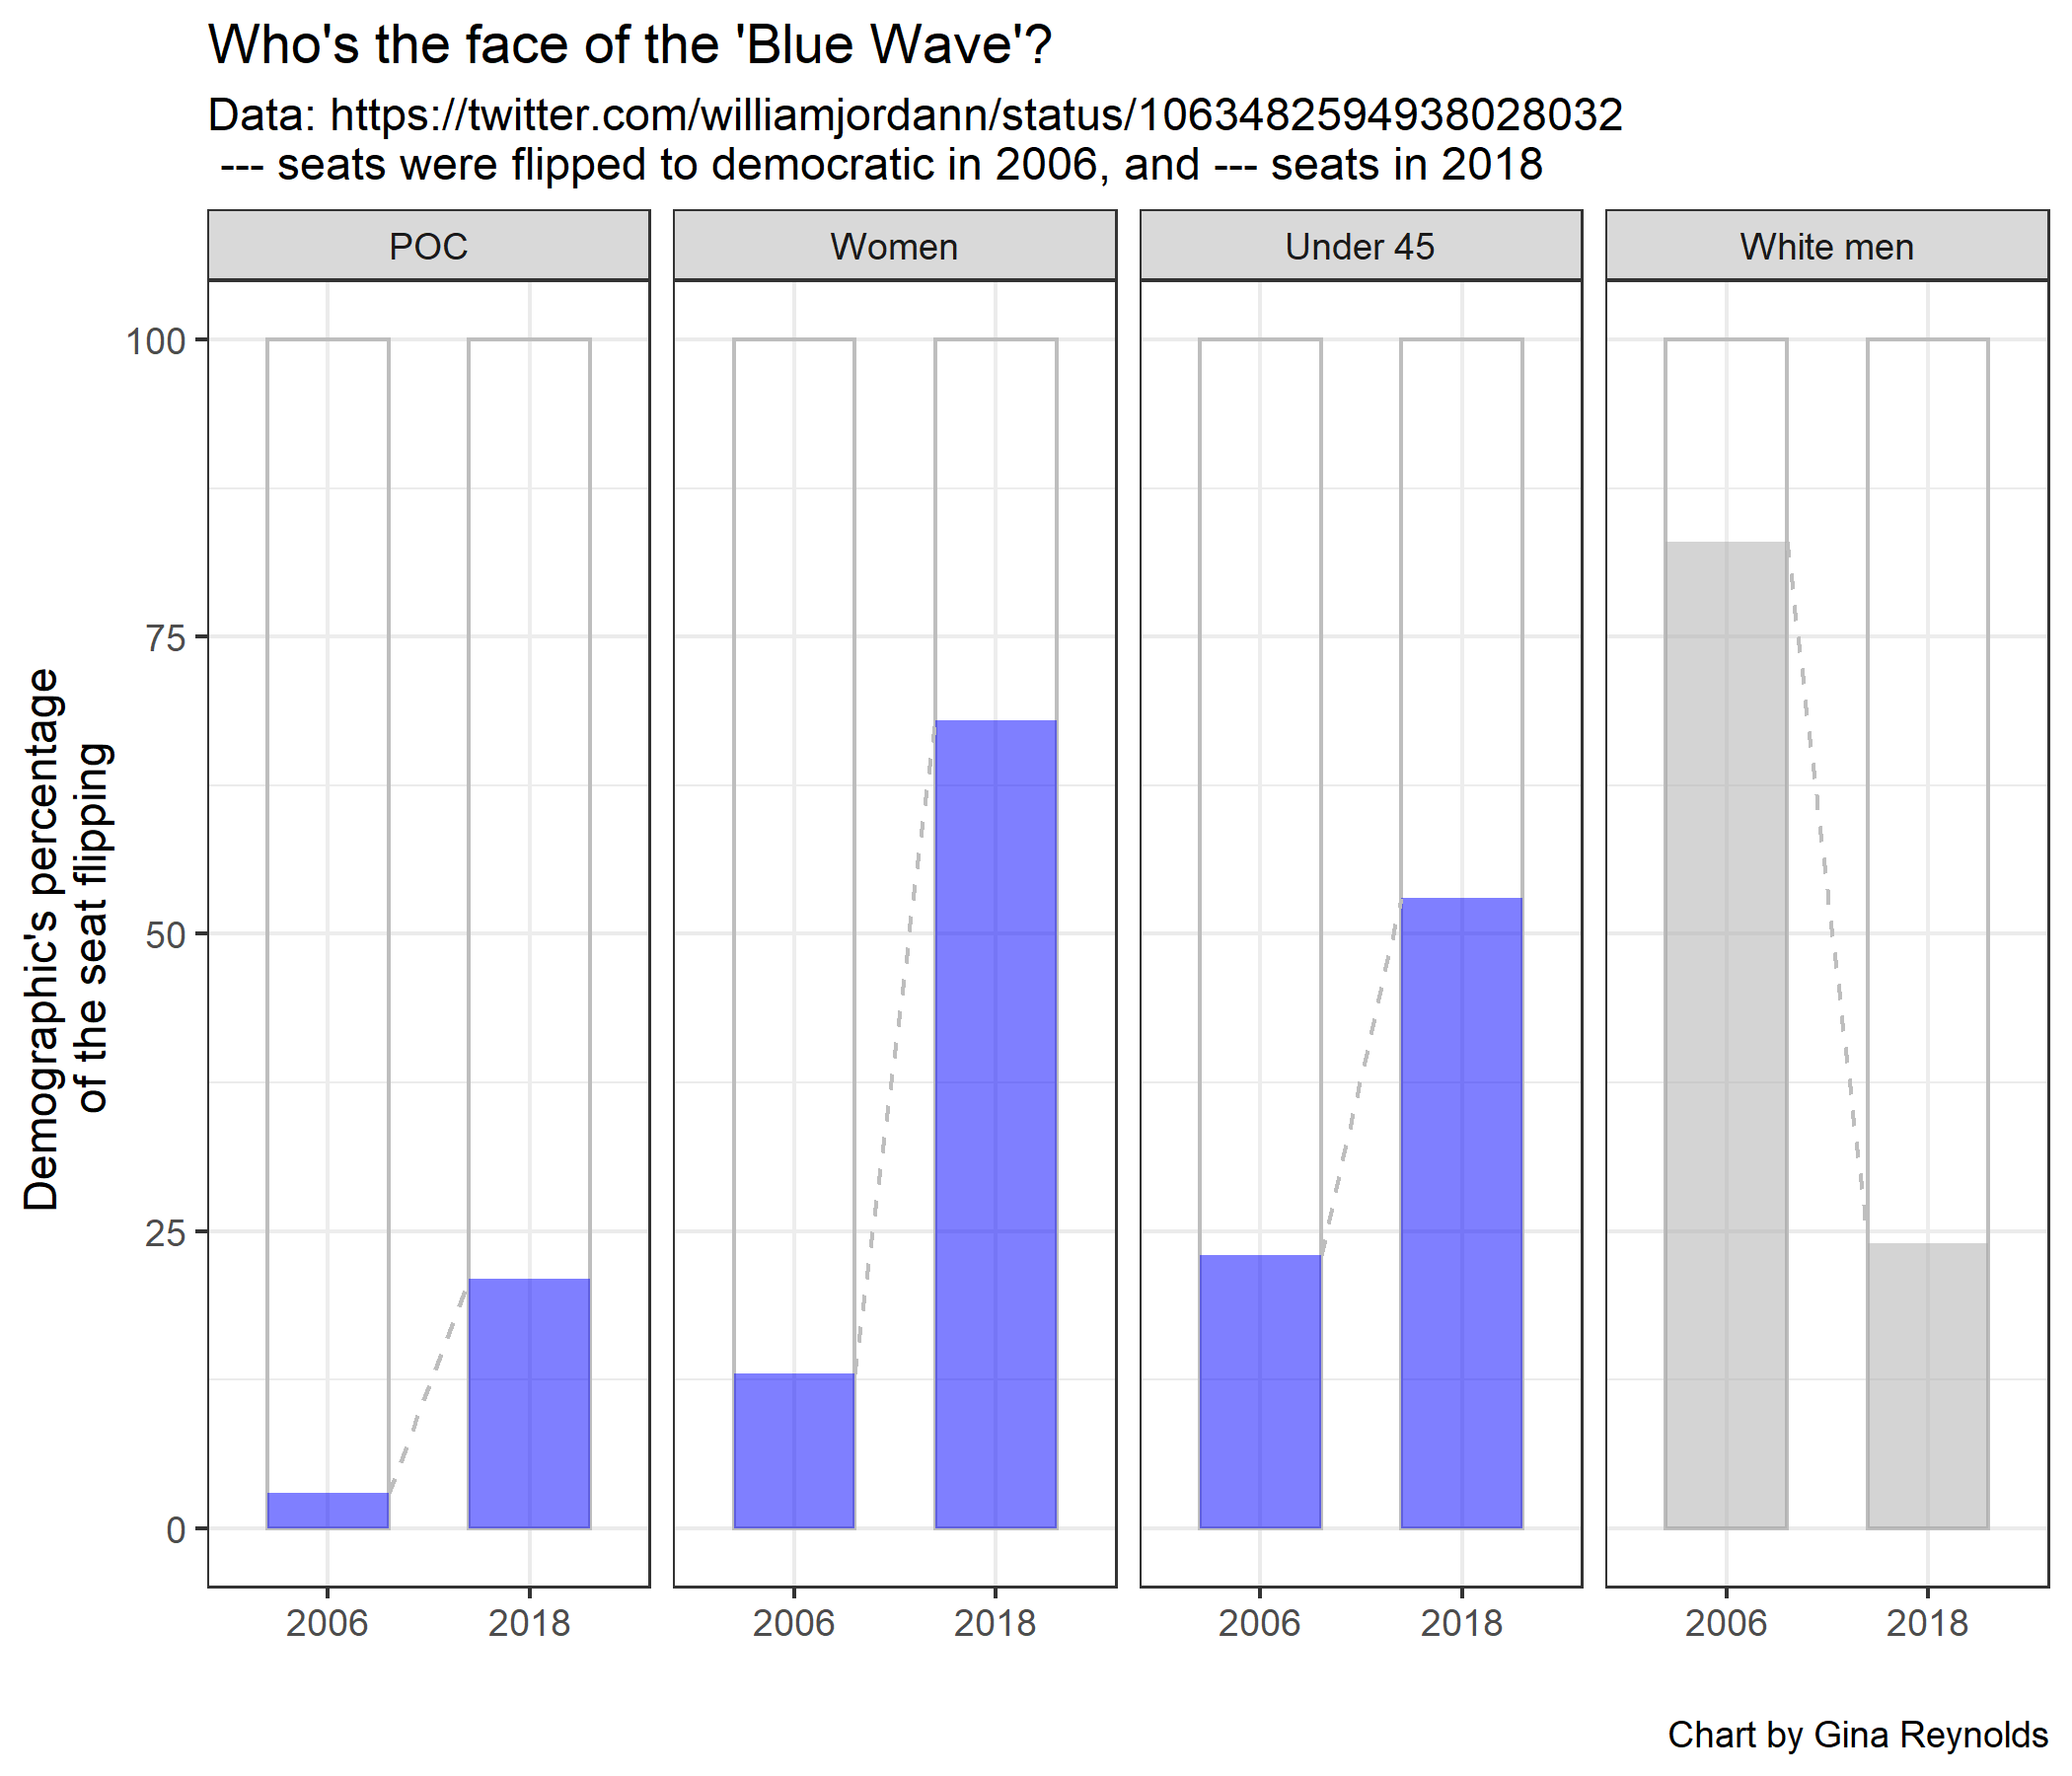 Who's the face of the 'Blue Wave'?
Data: https://twitter.com/williamjordann/status/1063482594938028032
--- seats were flipped to democratic in 2006, and --- seats in 2018
POC
Women
Under 45
White men
Demographic's percentage
of the seat flipping
100
75
50
25
0
2006
2018
2006
2018
2006
2018
2006
2018
Chart by Gina Reynolds